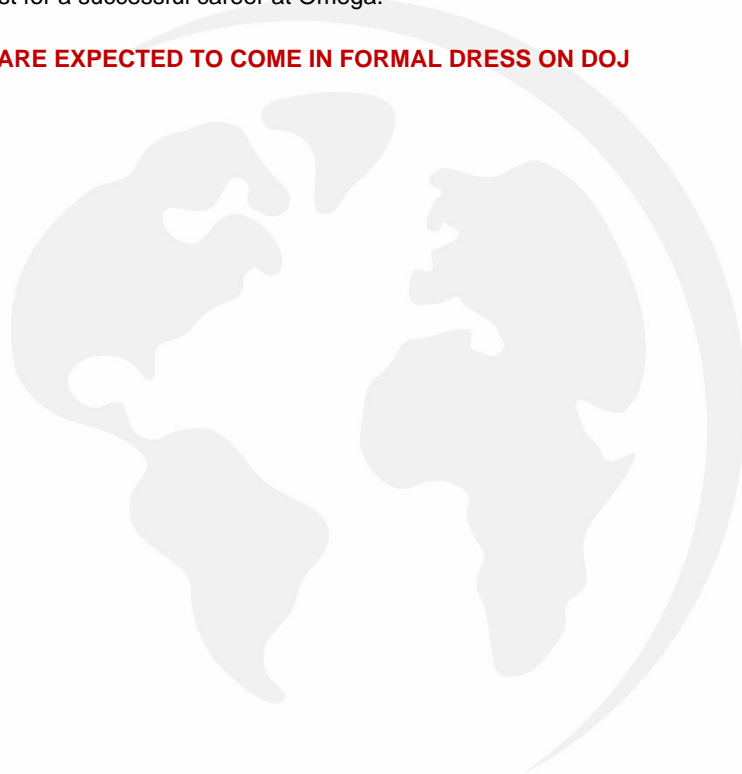 for a successful career at Omega.
ARE EXPECTED TO COME IN FORMAL DRESS ON DOJ